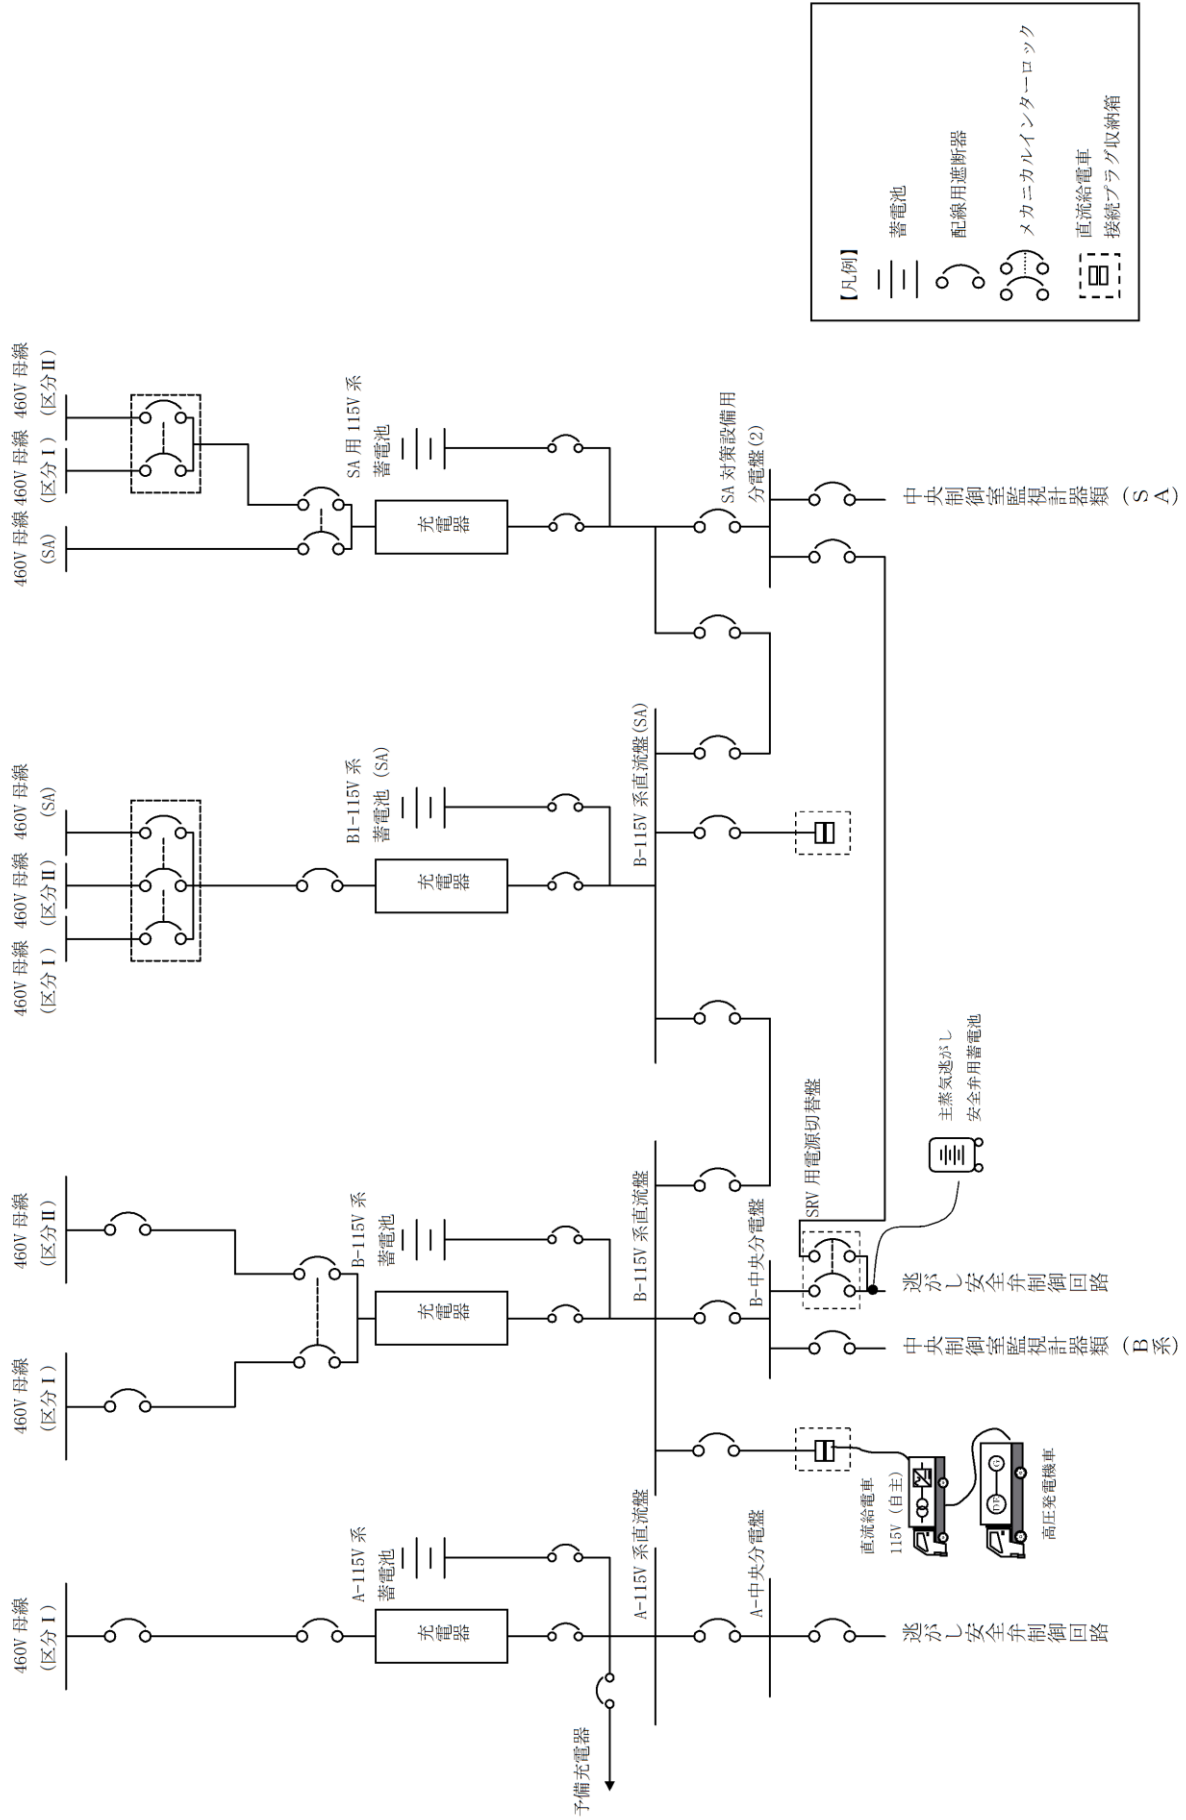 460V 母線
(区分Ⅰ)
460V 母線
(区分Ⅰ)
460V 母線
(区分Ⅱ)
460V 母線
(区分Ⅰ)
460V 母線
(区分Ⅱ)
460V 母線
(SA)
460V 母線
(SA)
460V 母線
(区分Ⅰ)
460V 母線
(区分Ⅱ)
A-115V 系
蓄電池
充電器
B-115V 系
蓄電池
充電器
B1-115V 系
蓄電池 (SA)
充電器
SA 用 115V 系
蓄電池
充電器
予備充電器
A-115V 系直流盤
B-115V 系直流盤
B-115V 系直流盤(SA)
SA 対策設備用
分電盤(2)
A-中央分電盤
B-中央分電盤
SRV 用電源切替盤
直流給電車
115V (自主)
高圧発電機車
DE
G
主蒸気逃がし
安全弁用蓄電池
逃がし安全弁制御回路
中央制御室監視計器類(B系)
逃がし安全弁制御回路
中央制御室監視計器類(SA)
【凡例】
蓄電池
配線用遮断器
メカニカルインターロック
直流給電車
接続プラグ収納箱